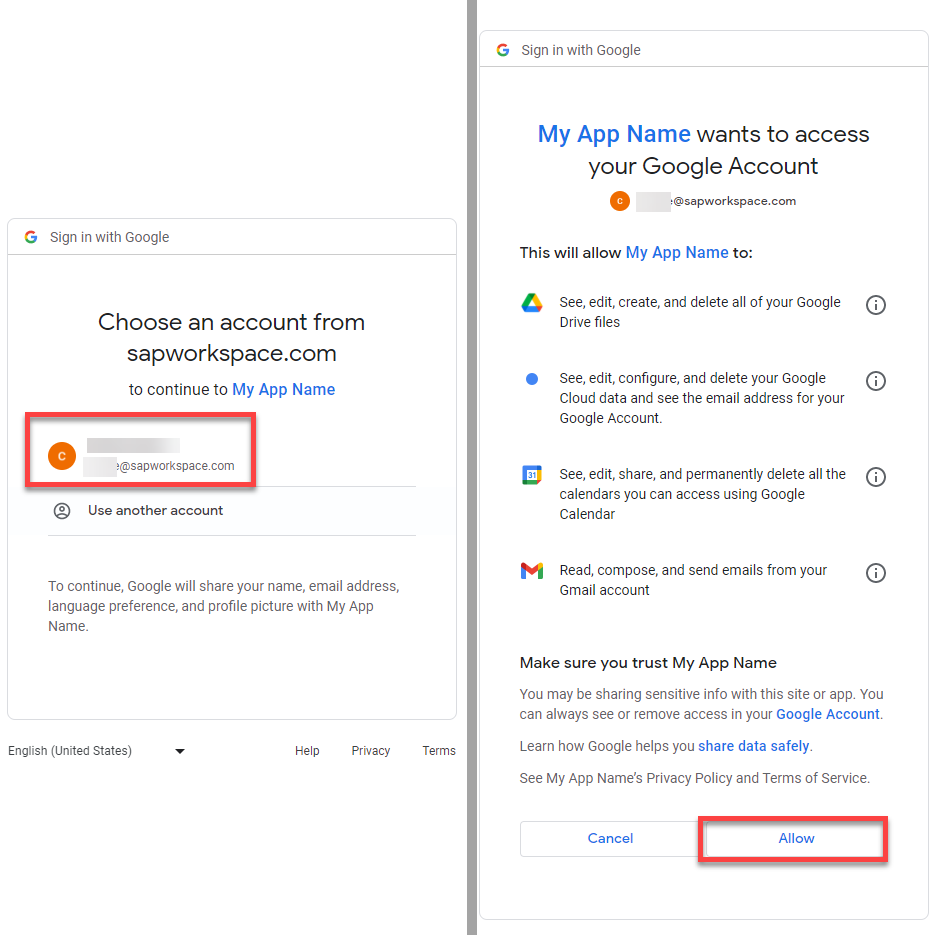 Sign in with Google
Choose an account from
sapworkspace.com
to continue to My App Name
C
@sapworkspace.com
Use another account
To continue, Google will share your name, email address,
language preference, and profile picture with My App
Name.
English (United States)
Help
Privacy
Terms
Sign in with Google
My App Name wants to access
your Google Account
C
@sapworkspace.com
This will allow My App Name to:
See, edit, create, and delete all of your Google
Drive files
See, edit, configure, and delete your Google
Cloud data and see the email address for your
Google Account.
31
See, edit, share, and permanently delete all the
calendars you can access using Google
Calendar
Read, compose, and send emails from your
Gmail account
Make sure you trust My App Name
You may be sharing sensitive info with this site or app. You
can always see or remove access in your Google Account.
Learn how Google helps you share data safely.
See My App Name’s Privacy Policy and Terms of Service.
Cancel
Allow